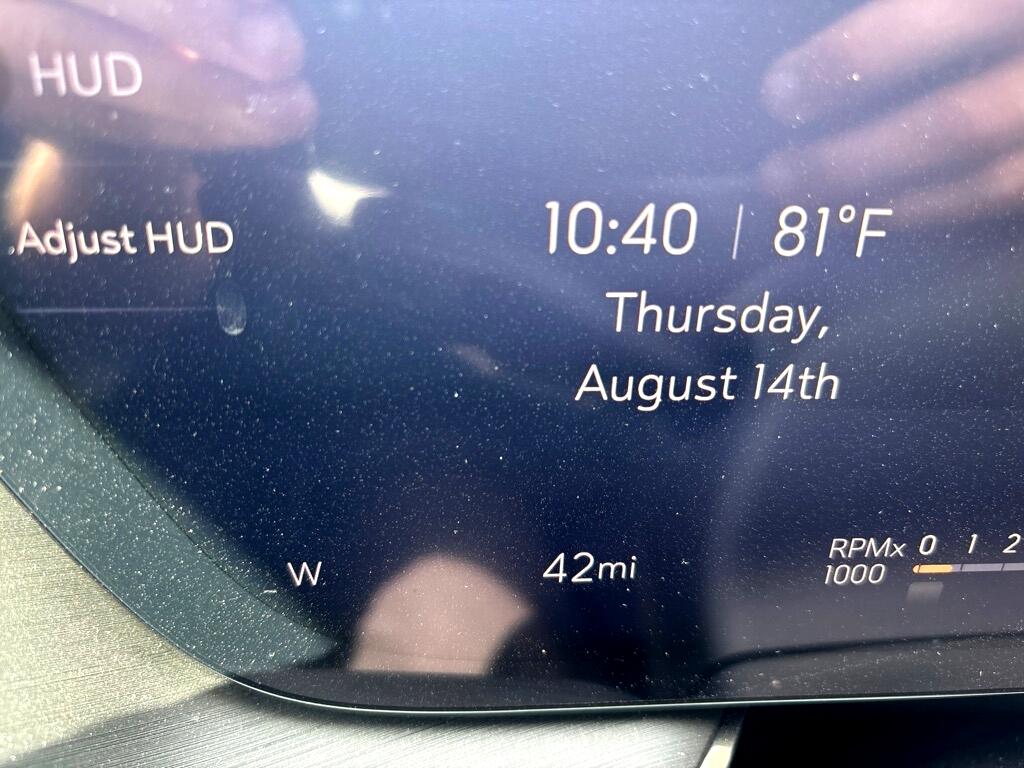 HUD
Adjust HUD
10:40 | 81°F
Thursday,
August 14th
W
42mi
RPMx 0 1 2
1000